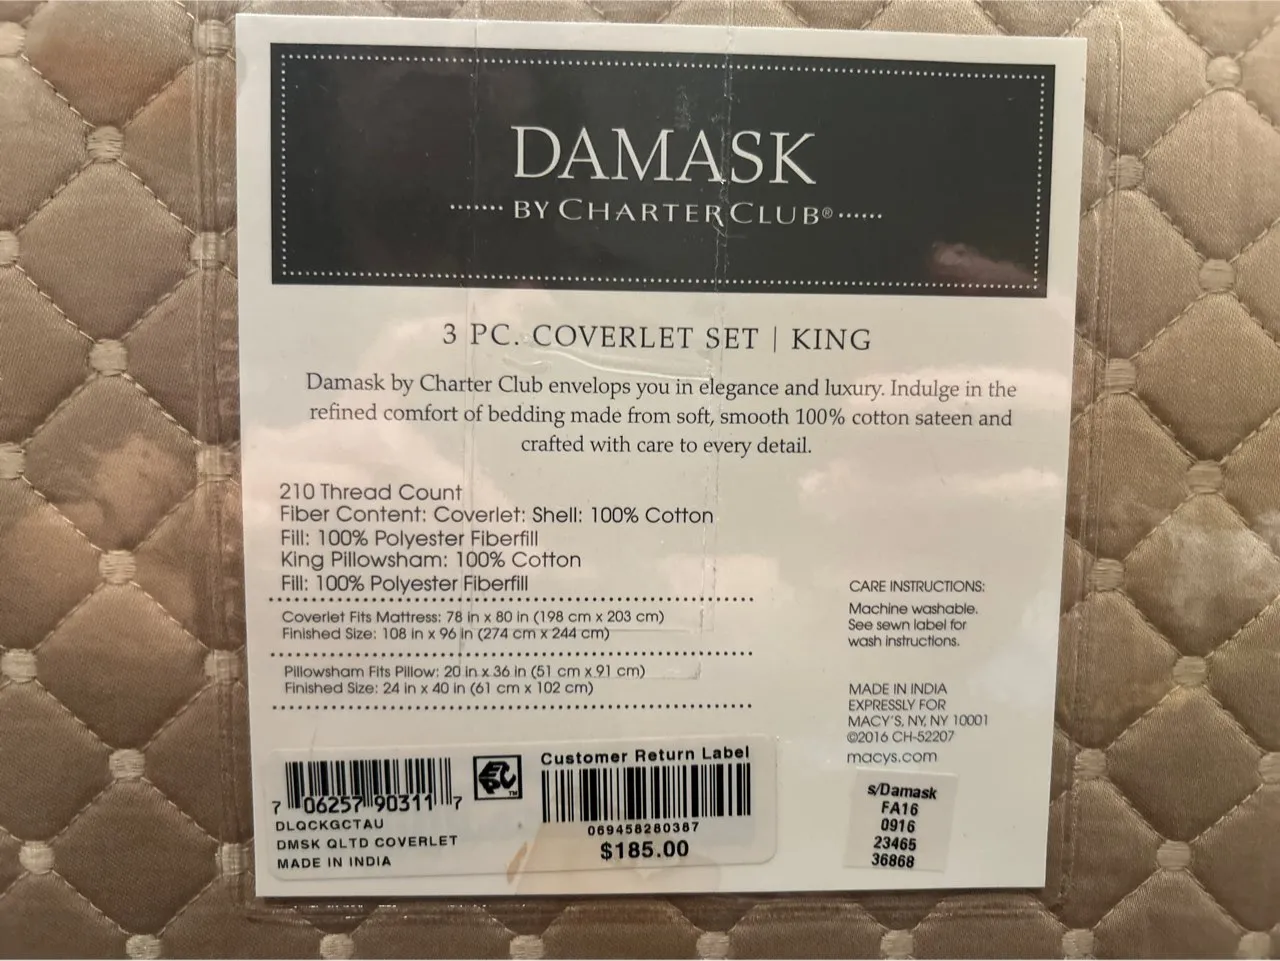 DAMASK
BY CHARTER CLUB®
3 PC. COVERLET SET | KING
Damask by Charter Club envelops you in elegance and luxury. Indulge in the
refined comfort of bedding made from soft, smooth 100% cotton sateen and
crafted with care to every detail.
210 Thread Count
Fiber Content: Coverlet: Shell: 100% Cotton
Fill: 100% Polyester Fiberfill
King Pillowsham: 100% Cotton
Fill: 100% Polyester Fiberfill
Coverlet Fits Mattress: 78 in x 80 in (198 cm x 203 cm)
Finished Size: 108 in x 96 in (274 cm x 244 cm)
Pillowsham Fits Pillow: 20 in x 36 in (51 cm x 91 cm)
Finished Size: 24 in x 40 in (61 cm x 102 cm)
CARE INSTRUCTIONS:
Machine washable.
See sewn label for
wash instructions.
MADE IN INDIA
EXPRESSLY FOR
MACY'S, NY, NY 10001
©2016 CH-52207
macys.com
7 06257 90311 7
DLQCKGCTAU
DMSK QLTD COVERLET
MADE IN INDIA
EPC™
Customer Return Label
069458280387
$185.00
s/Damask
FA16
0916
23465
36868